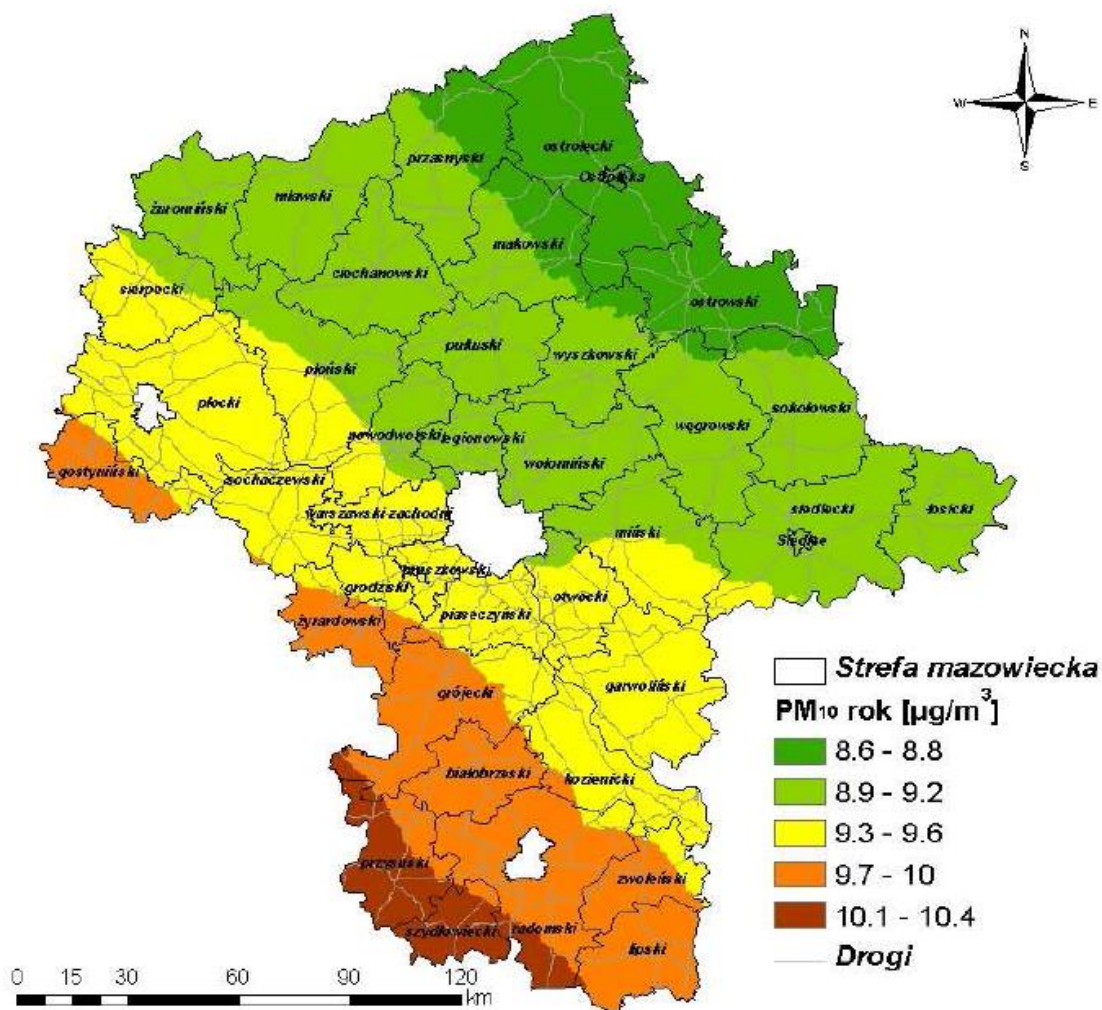 N
W E
S
ostrołęcki
przasnyski
Ostrołęka
mławski
żuromiński
makowski
ciechanowski
sierpecki
ostrowski
pułtuski
wyszkowski
płoński
sokołowski
płocki
węgrowski
nowodworski
legionowski
wołomiński
gostyniński
sochaczewski
siedlecki
łosicki
warszawski zachodni
miński
Siedlce
pruszkowski
grodziski
otwocki
piaseczyński
żyrardowski
garwoliński
grójecki
białobrzeski
kozienicki
przysuski
zwoleński
szydłowiecki
radomski
lipski
Strefa mazowiecka
PM10 rok [µg/m³]
8.6 - 8.8
8.9 - 9.2
9.3 - 9.6
9.7 - 10
10.1 - 10.4
Drogi
0 15 30 60 90 120
km